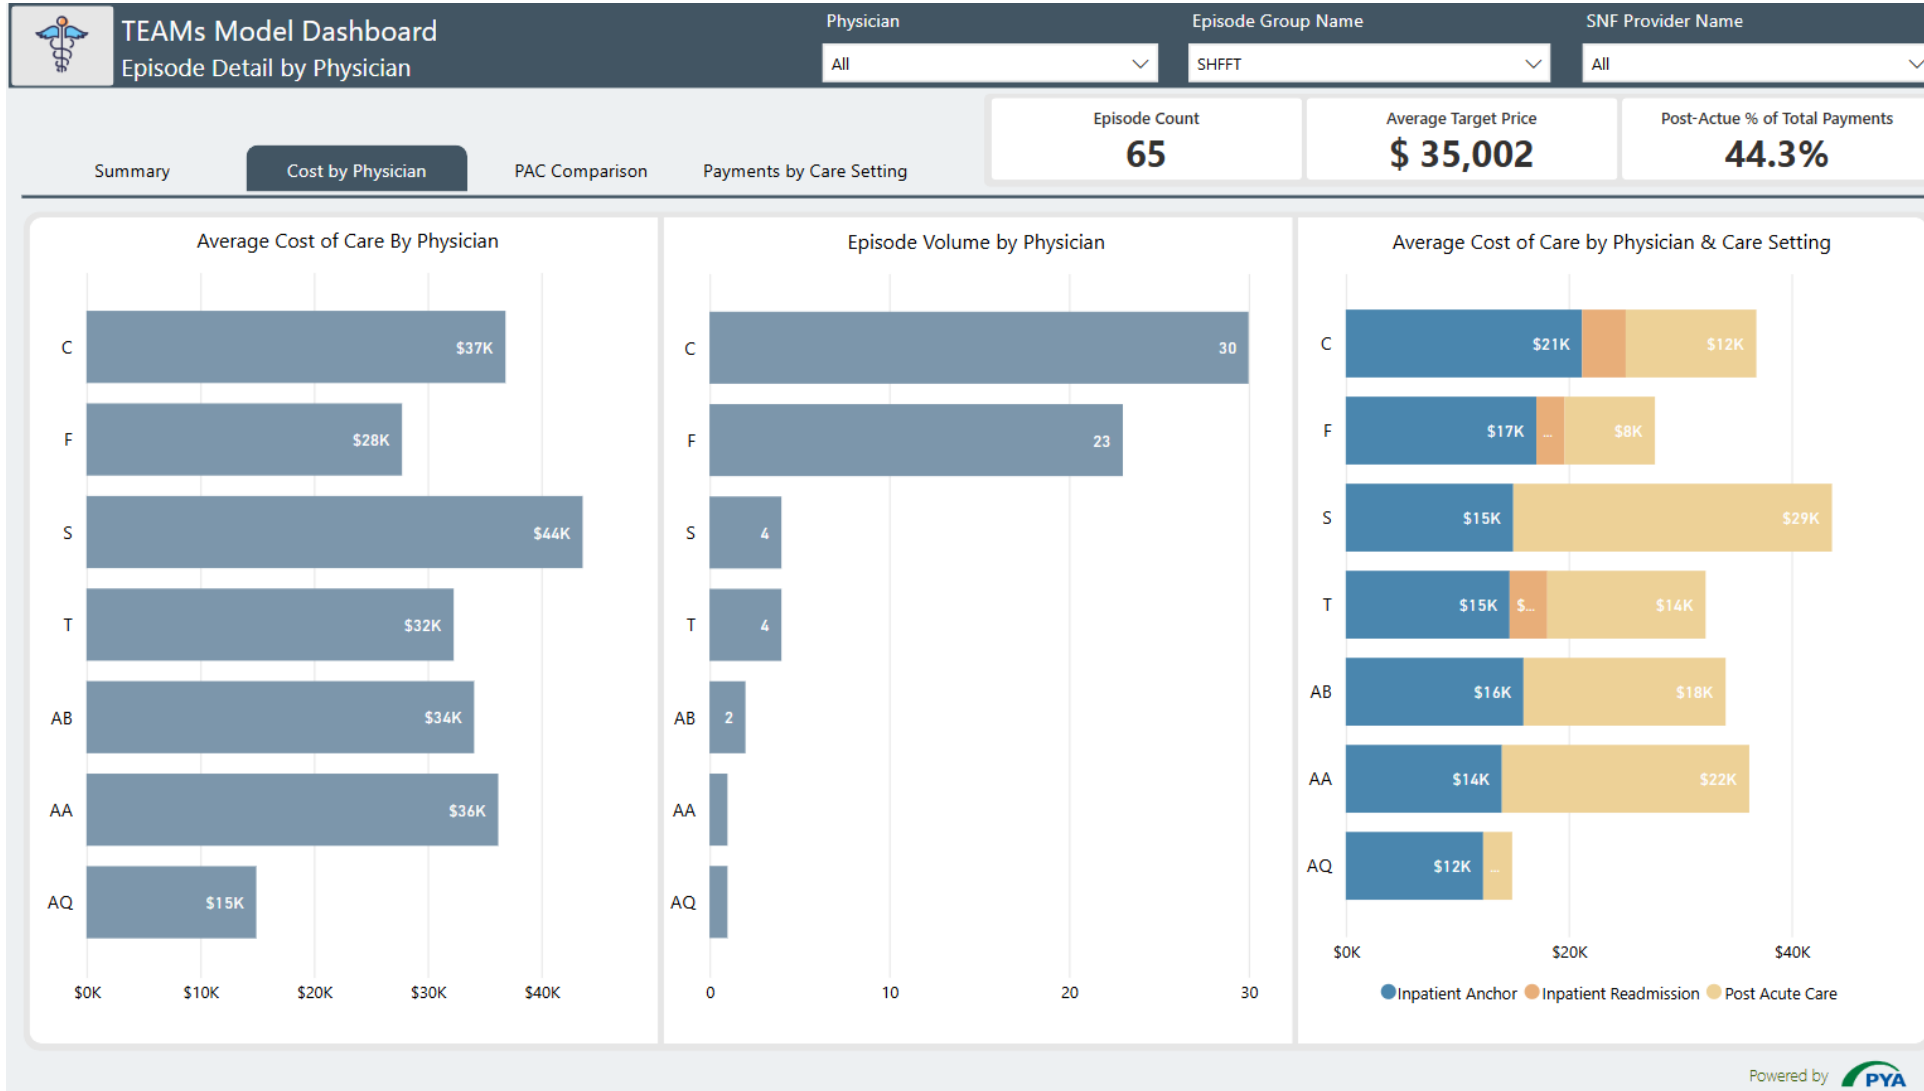 TEAMs Model Dashboard
Episode Detail by Physician
Physician
All
Episode Group Name
SHFFT
SNF Provider Name
All
Summary
Cost by Physician
PAC Comparison
Payments by Care Setting
Episode Count
65
Average Target Price
$ 35,002
Post-Actue % of Total Payments
44.3%
Average Cost of Care By Physician
C $37K
F $28K
S $44K
T $32K
AB $34K
AA $36K
AQ $15K
$0K $10K $20K $30K $40K
Episode Volume by Physician
C 30
F 23
S 4
T 4
AB 2
AA
AQ
0 10 20 30
Average Cost of Care by Physician & Care Setting
C $21K $12K
F $17K ... $8K
S $15K $29K
T $15K $... $14K
AB $16K $18K
AA $14K $22K
AQ $12K ...
$0K $20K $40K
Inpatient Anchor Inpatient Readmission Post Acute Care
Powered by PYA